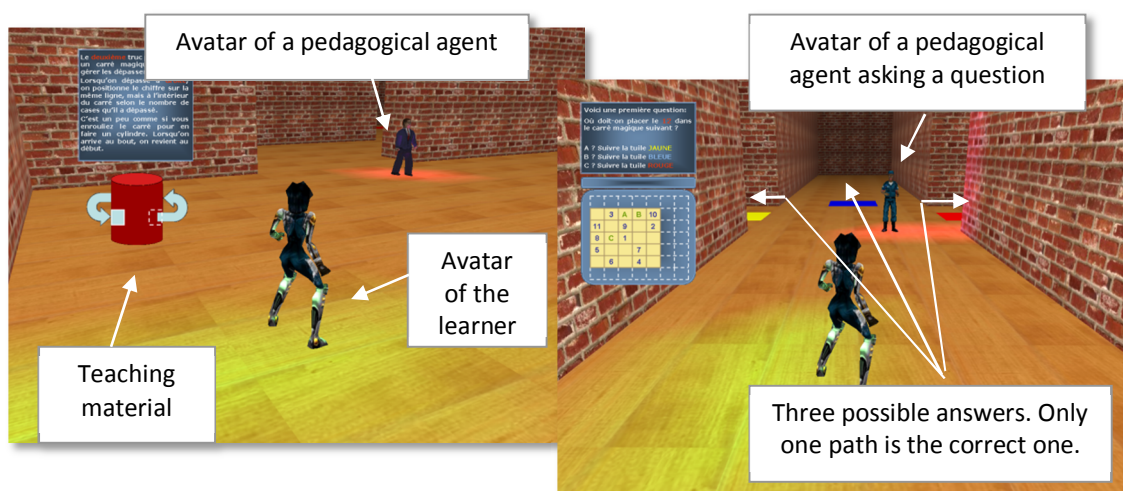 Avatar of a pedagogical agent
Le deuxième truc
un carré magiq
gérer les dépasse
Lorsqu'on dépasse
on positionne le chiffre sur la
même ligne, mais à l'intérieur
du carré selon le nombre de
cases qu'il a dépassé.
C'est un peu comme si vous
enrouliez le carré pour en
faire un cylindre. Lorsqu'on
arrive au bout, on revient au
début.
Avatar
of the
learner
Teaching
material
Avatar of a pedagogical
agent asking a question
Voici une première question:
Où doit-on placer le dans
le carré magique suivant ?
A ? Suivre la tuile JAUNE
B ? Suivre la tuile BLEUE
C ? Suivre la tuile ROUGE
3 A B 10
11 9 2
8 C 1
5 7
6 4
Three possible answers. Only
one path is the correct one.